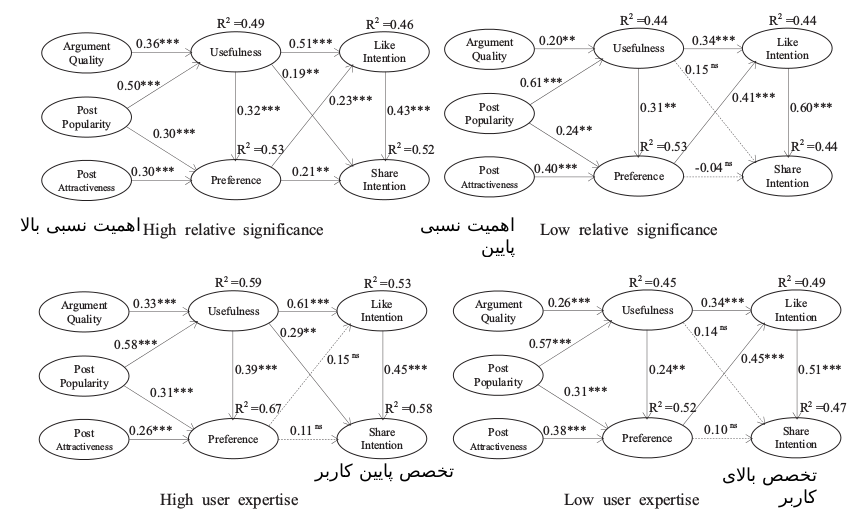 R² =0.49
R² =0.46
Argument
Quality
0.36***
Usefulness
0.51***
Like
Intention
0.50***
0.19**
Post
Popularity
0.32***
0.23***
0.43***
0.30***
R² =0.53
R² =0.52
Post
Attractiveness
0.30***
Preference
0.21**
Share
Intention
اهمیت نسبی بالا
High relative significance
R² =0.44
R² =0.44
Argument
Quality
0.20**
Usefulness
0.34***
Like
Intention
0.15 ns
0.61***
Post
Popularity
0.31**
0.41***
0.60***
0.24**
R² =0.53
R² =0.44
Post
Attractiveness
0.40***
Preference
-0.04 ns
Share
Intention
اهمیت نسبی
پایین
Low relative significance
R² =0.59
R² =0.53
Argument
Quality
0.33***
Usefulness
0.61***
Like
Intention
0.58***
0.29**
Post
Popularity
0.39***
0.15 ns
0.45***
0.31***
R² =0.67
R² =0.58
Post
Attractiveness
0.26***
Preference
0.11 ns
Share
Intention
تخصص پایین کاربر
High user expertise
R² =0.45
R² =0.49
Argument
Quality
0.26***
Usefulness
0.34***
Like
Intention
0.57***
0.14 ns
Post
Popularity
0.24**
0.45***
0.51***
0.31***
R² =0.52
R² =0.47
Post
Attractiveness
0.38***
Preference
0.10 ns
Share
Intention
تخصص بالای
کاربر
Low user expertise